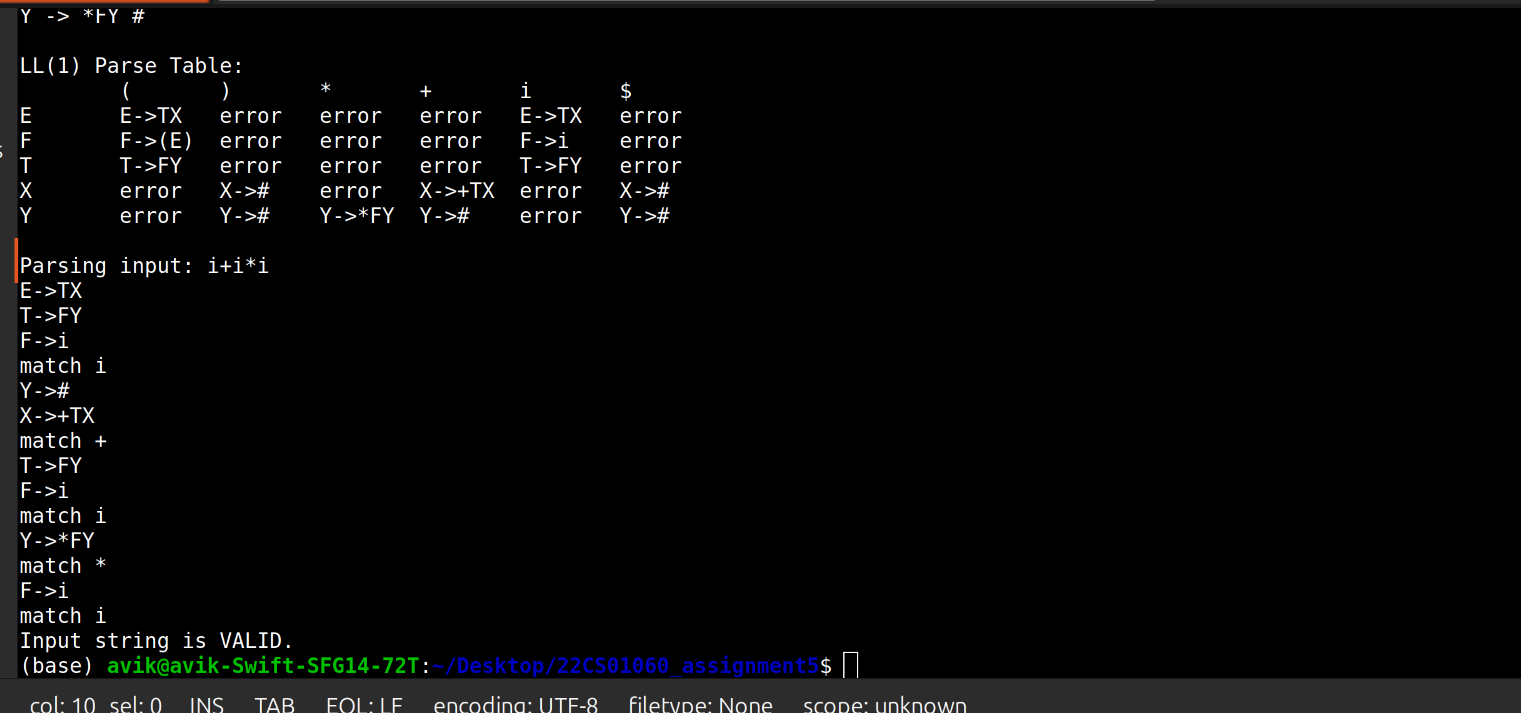 Y -> *FY #
LL(1) Parse Table:
( ) * + i $
E E->TX error error error E->TX error
F F->(E) error error error F->i error
T T->FY error error error T->FY error
X error X-># error X->+TX error X->#
Y error Y-># Y->*FY Y-># error Y->#
Parsing input: i+i*i
E->TX
T->FY
F->i
match i
Y->#
X->+TX
match +
T->FY
F->i
match i
Y->*FY
match *
F->i
match i
Input string is VALID.
(base) avik@avik-Swift-SFG14-72T:~/Desktop/22CS01060_assignment5$
col: 10 sel: 0 INS TAB EOL: LF encoding: UTF-8 filetype: None scope: unknown